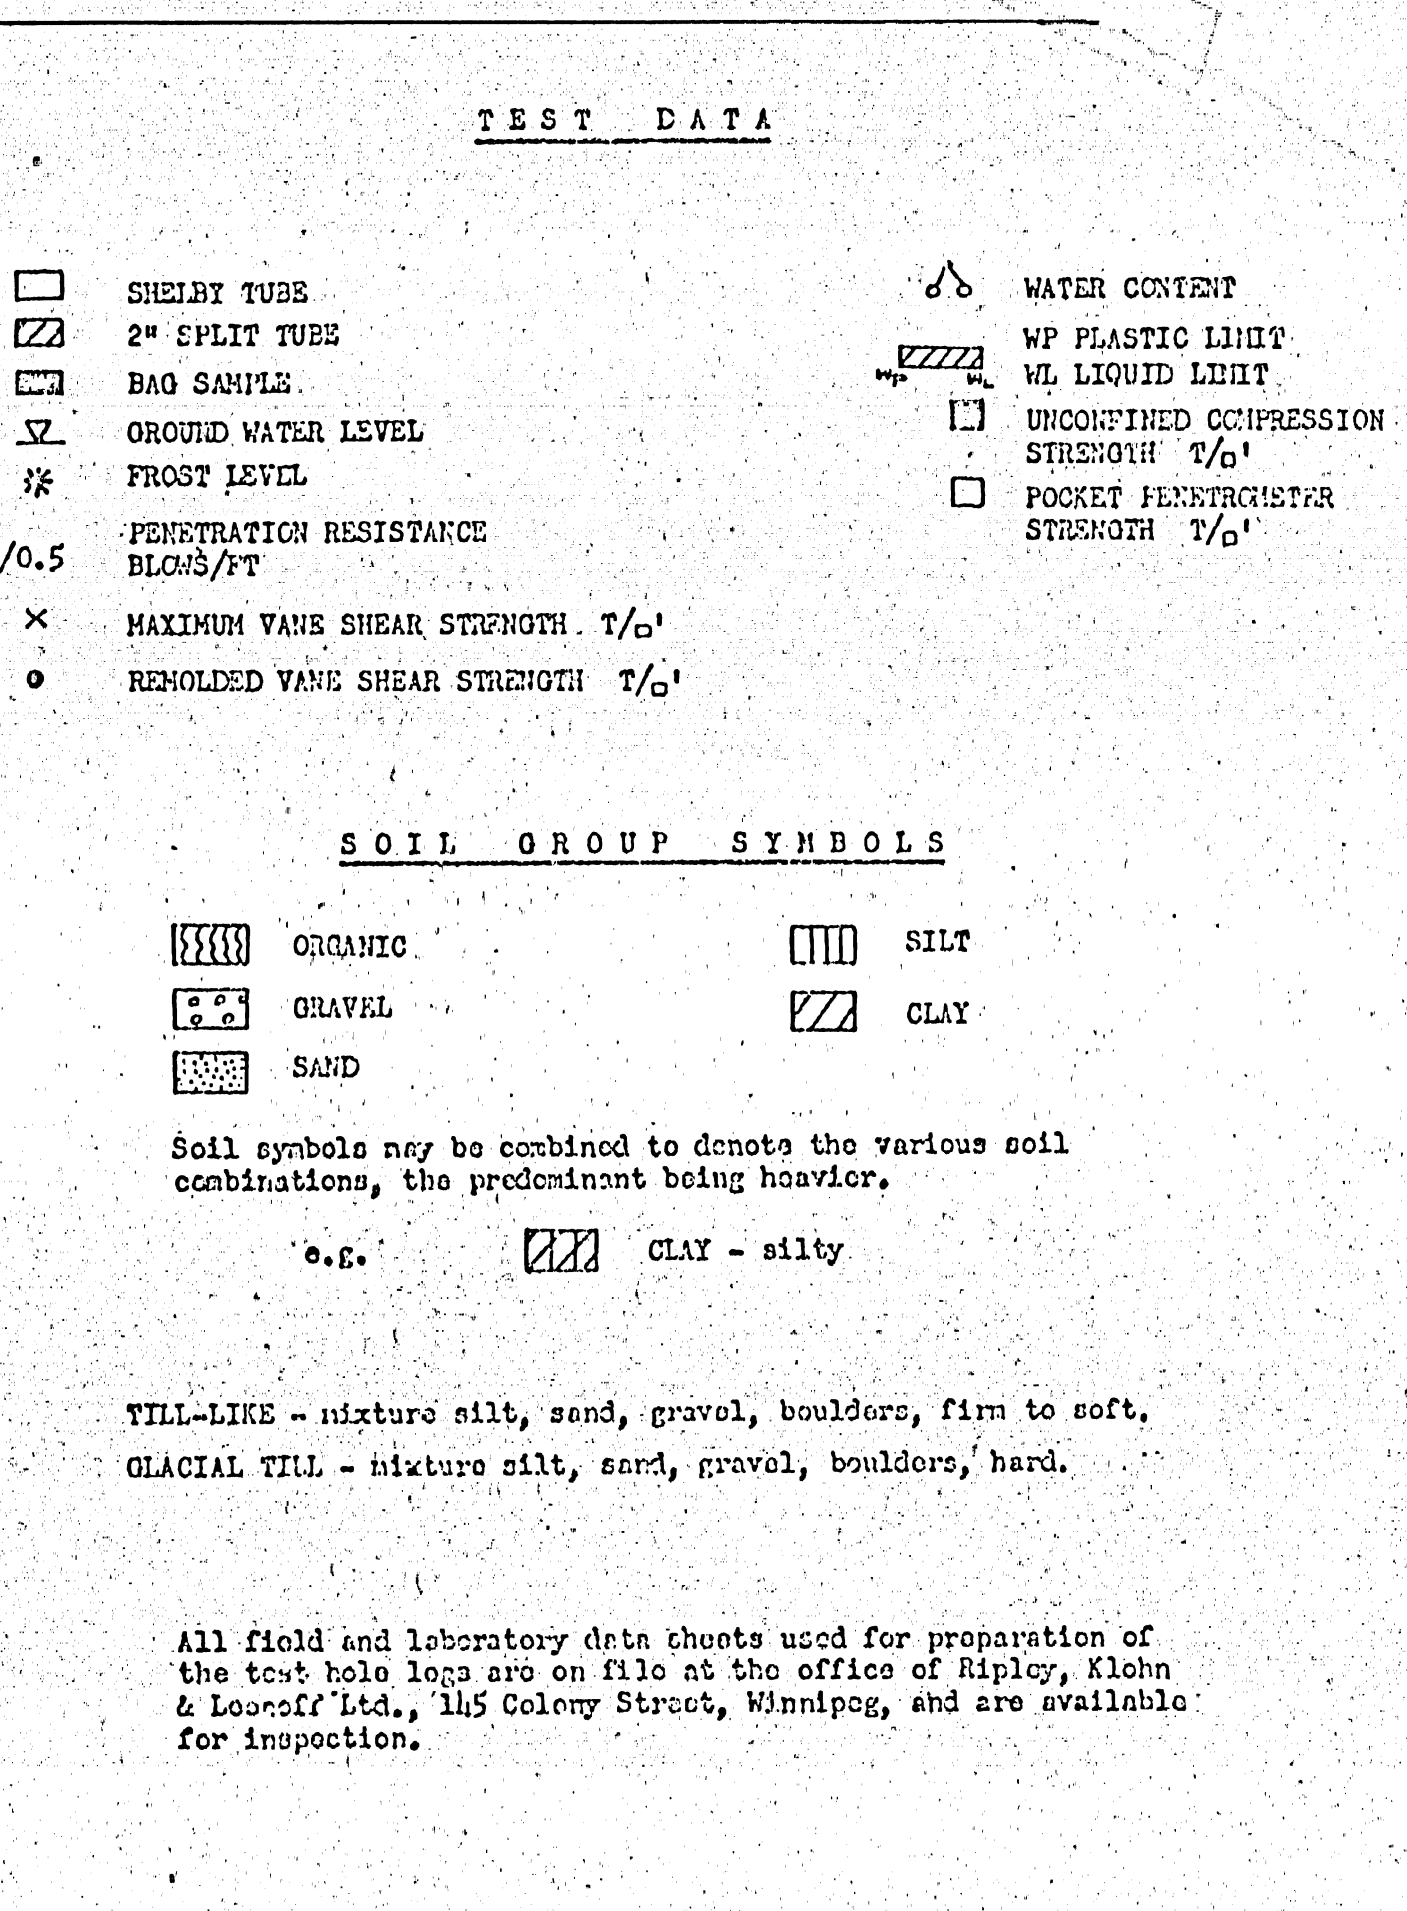 TEST DATA
SHELBY TUBE
2" SPLIT TUBE
BAG SAMPLE
GROUND WATER LEVEL
FROST LEVEL
PENETRATION RESISTANCE
/0.5 BLOWS/FT
MAXIMUM VANE SHEAR STRENGTH T/□'
REMOLDED VANE SHEAR STRENGTH T/□'
WATER CONTENT
WP PLASTIC LIMIT
WP WL WL LIQUID LIMIT
UNCONFINED COMPRESSION
STRENGTH T/□'
POCKET PENETROMETER
STRENGTH T/□'
SOIL GROUP SYMBOLS
ORGANIC
GRAVEL
SAND
SILT
CLAY
Soil symbols may be combined to denote the various soil
combinations, the predominant being heavier.
e.g. CLAY - silty
TILL-LIKE - mixture silt, sand, gravel, boulders, firm to soft.
GLACIAL TILL - mixture silt, sand, gravel, boulders, hard.
All field and laboratory data sheets used for preparation of
the test hole logs are on file at the office of Ripley, Klohn
& Leonoff Ltd., 145 Colony Street, Winnipeg, and are available
for inspection.